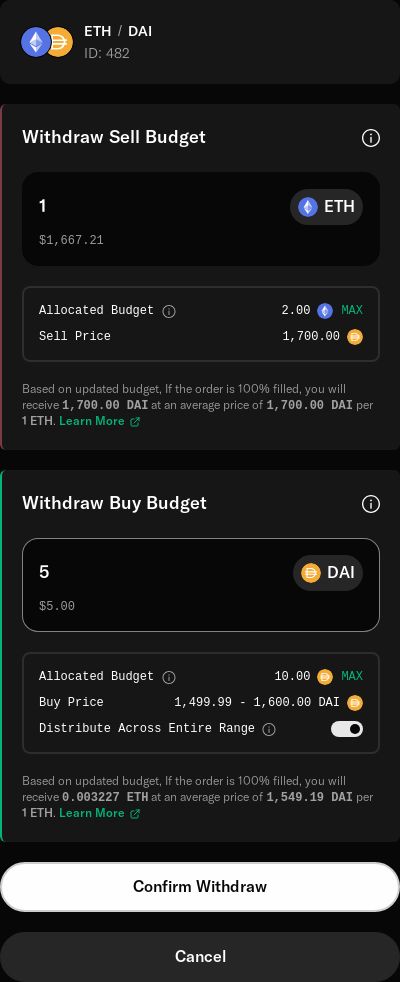 ETH / DAI
ID: 482
Withdraw Sell Budget
1 ETH
$1,667.21
Allocated Budget 2.00 MAX
Sell Price 1,700.00
Based on updated budget, If the order is 100% filled, you will
receive 1,700.00 DAI at an average price of 1,700.00 DAI per
1 ETH. Learn More
Withdraw Buy Budget
5 DAI
$5.00
Allocated Budget 10.00 MAX
Buy Price 1,499.99 - 1,600.00 DAI
Distribute Across Entire Range
Based on updated budget, If the order is 100% filled, you will
receive 0.003227 ETH at an average price of 1,549.19 DAI per
1 ETH. Learn More
Confirm Withdraw
Cancel